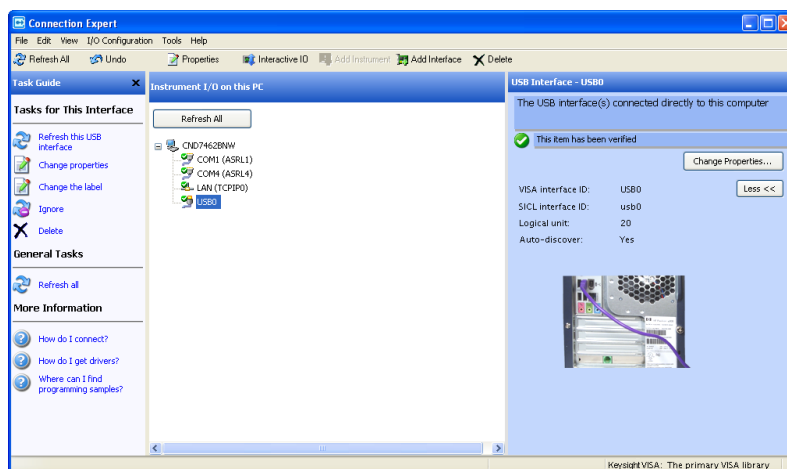 Connection Expert
File Edit View I/O Configuration Tools Help
Refresh All Undo Properties Interactive IO Add Instrument Add Interface Delete
Task Guide
Tasks for This Interface
Refresh this USB
interface
Change properties
Change the label
Ignore
Delete
General Tasks
Refresh all
More Information
How do I connect?
How do I get drivers?
Where can I find
programming samples?
Instrument I/O on this PC
Refresh All
CND7462BNW
COM1 (ASRL1)
COM4 (ASRL4)
LAN (TCPIP0)
USB0
USB Interface - USB0
The USB interface(s) connected directly to this computer
This item has been verified
Change Properties...
VISA interface ID: USB0
Less <<
SICL interface ID: usb0
Logical unit: 20
Auto-discover: Yes
Keysight VISA: The primary VISA library